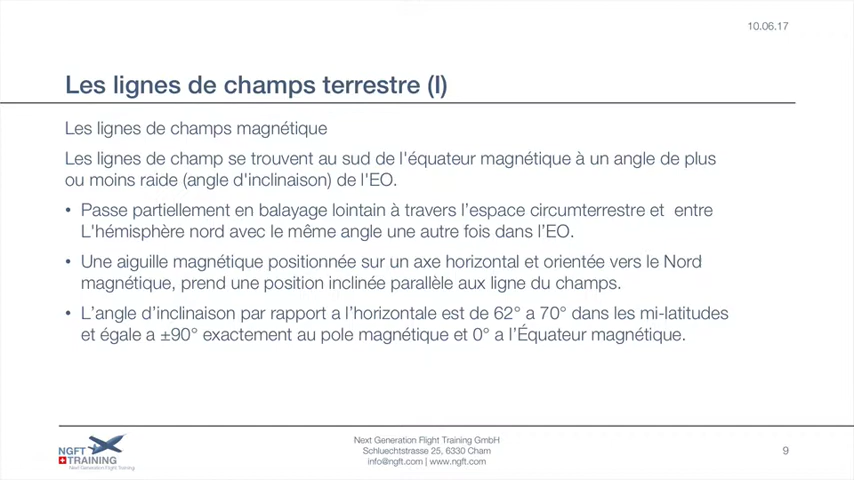 10.06.17
Les lignes de champs terrestre (I)
Les lignes de champs magnétique
Les lignes de champ se trouvent au sud de l'équateur magnétique à un angle de plus
ou moins raide (angle d'inclinaison) de l'EO.
• Passe partiellement en balayage lointain à travers l'espace circumterrestre et entre
L'hémisphère nord avec le même angle une autre fois dans l'EO.
• Une aiguille magnétique positionnée sur un axe horizontal et orientée vers le Nord
magnétique, prend une position inclinée parallèle aux ligne du champs.
• L'angle d'inclinaison par rapport a l'horizontale est de 62° a 70° dans les mi-latitudes
et égale a ±90° exactement au pole magnétique et 0° a l'Équateur magnétique.
NGFT
TRAINING
Next Generation Flight Training
Next Generation Flight Training GmbH
Schluechtstrasse 25, 6330 Cham
info@ngft.com | www.ngft.com
9